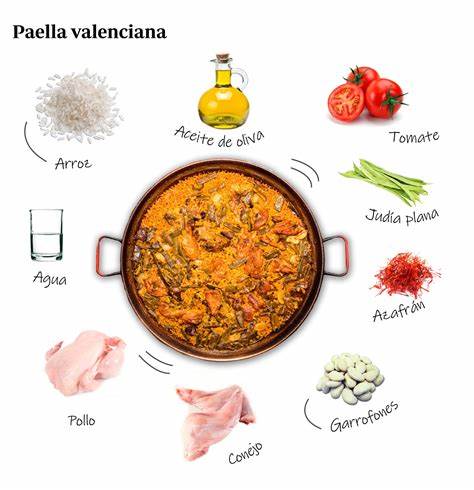 Paella valenciana
Aceite de oliva
Arroz
Tomate
Judía plana
Agua
Azafrán
Pollo
Conejo
Garrofones